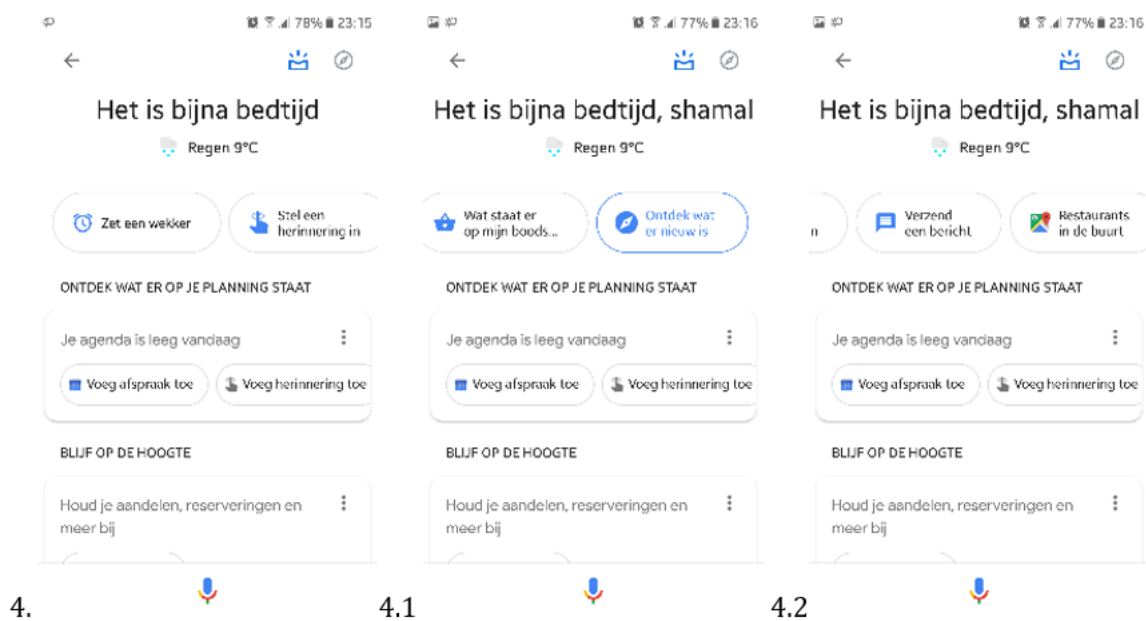 78% 23:15
Het is bijna bedtijd
Regen 9°C
Zet een wekker
Stel een
herinnering in
ONTDEK WAT ER OP JE PLANNING STAAT
Je agenda is leeg vandaag
Voeg afspraak toe
Voeg herinnering toe
BLIJF OP DE HOOGTE
Houd je aandelen, reserveringen en
meer bij
4.
77% 23:16
Het is bijna bedtijd, shamal
Regen 9°C
Wat staat er
op mijn boods...
Ontdek wat
er nieuw is
ONTDEK WAT ER OP JE PLANNING STAAT
Je agenda is leeg vandaag
Voeg afspraak toe
Voeg herinnering toe
BLIJF OP DE HOOGTE
Houd je aandelen, reserveringen en
meer bij
4.1
77% 23:16
Het is bijna bedtijd, shamal
Regen 9°C
n
Verzend
een bericht
Restaurants
in de buurt
ONTDEK WAT ER OP JE PLANNING STAAT
Je agenda is leeg vandaag
Voeg afspraak toe
Voeg herinnering toe
BLIJF OP DE HOOGTE
Houd je aandelen, reserveringen en
meer bij
4.2